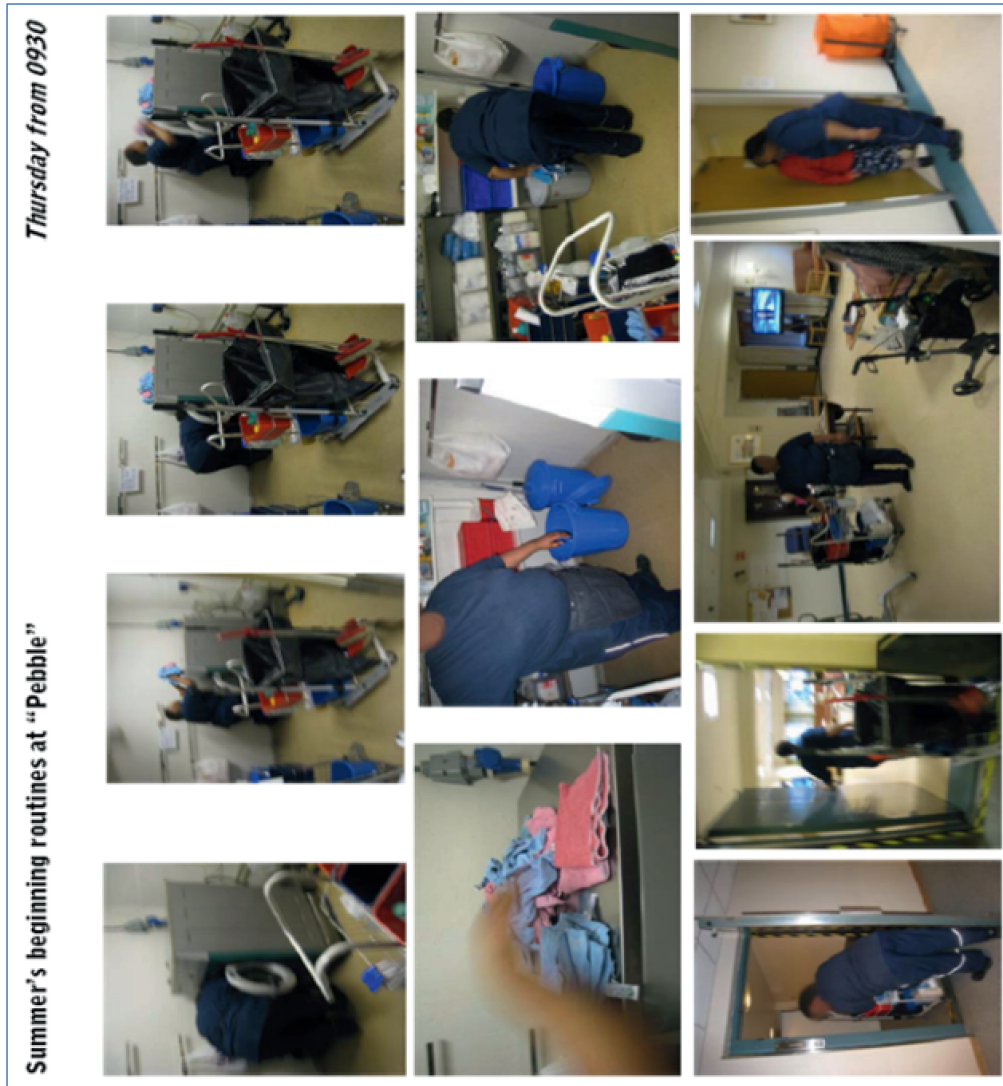 Summer's beginning routines at “Pebble”
Thursday from 0930